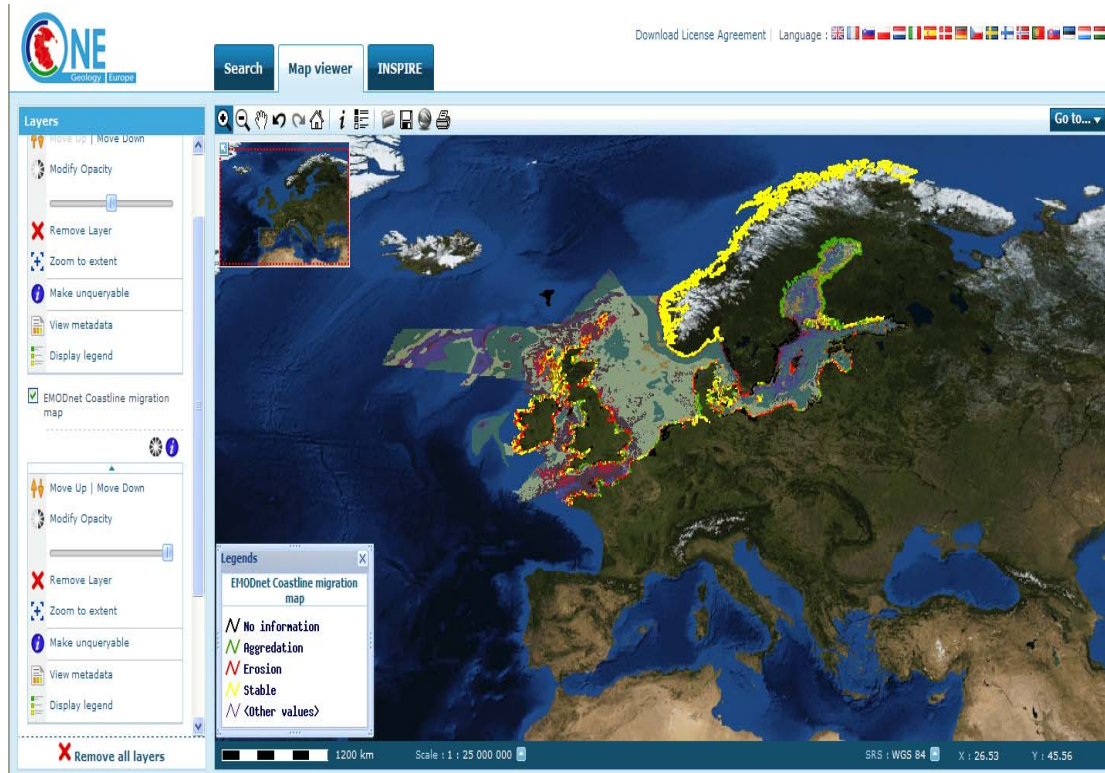 ONE
Geology Europe
Download License Agreement | Language :
Search
Map viewer
INSPIRE
Layers
Go to...
Move Up | Move Down
Modify Opacity
Remove Layer
Zoom to extent
Make unqueryable
View metadata
Display legend
EMODnet Coastline migration
map
Move Up | Move Down
Modify Opacity
Remove Layer
Zoom to extent
Make unqueryable
View metadata
Display legend
Remove all layers
Legends
X
EMODnet Coastline migration
map
No information
Aggredation
Erosion
Stable
<Other values>
1200 km
Scale : 1 : 25 000 000
SRS : WGS 84
X : 26.53
Y : 45.56